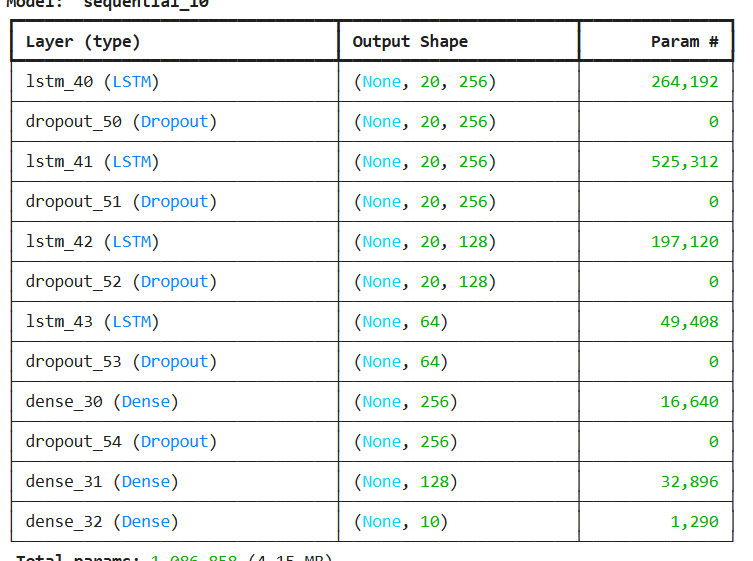 Model: "sequential_10"
Layer (type) Output Shape Param #
lstm_40 (LSTM) (None, 20, 256) 264,192
dropout_50 (Dropout) (None, 20, 256) 0
lstm_41 (LSTM) (None, 20, 256) 525,312
dropout_51 (Dropout) (None, 20, 256) 0
lstm_42 (LSTM) (None, 20, 128) 197,120
dropout_52 (Dropout) (None, 20, 128) 0
lstm_43 (LSTM) (None, 64) 49,408
dropout_53 (Dropout) (None, 64) 0
dense_30 (Dense) (None, 256) 16,640
dropout_54 (Dropout) (None, 256) 0
dense_31 (Dense) (None, 128) 32,896
dense_32 (Dense) (None, 10) 1,290
Total params: 1,086,858 (4.15 MB)